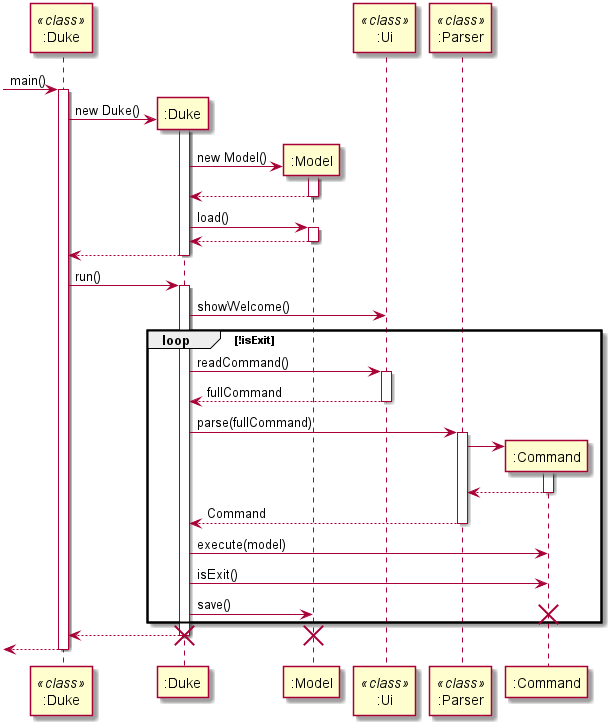 «class»
:Duke
«class»
:Ui
«class»
:Parser
main()
new Duke()
:Duke
new Model()
:Model
load()
run()
showWelcome()
loop [!isExit]
readCommand()
fullCommand
parse(fullCommand)
:Command
Command
execute(model)
isExit()
save()
«class»
:Duke
:Duke
:Model
«class»
:Ui
«class»
:Parser
:Command